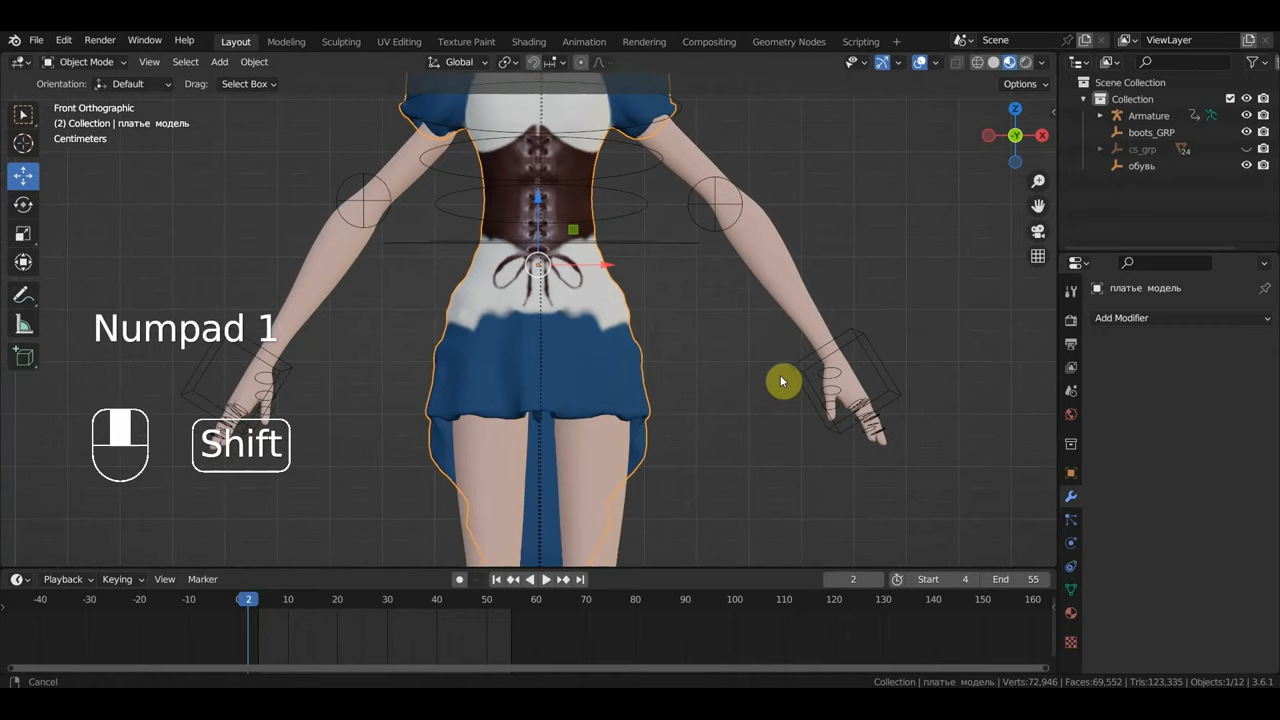 File Edit Render Window Help Layout Modeling Sculpting UV Editing Texture Paint Shading Animation Rendering Compositing Geometry Nodes Scripting + Scene ViewLayer
Object Mode View Select Add Object Global
Orientation: Default Drag: Select Box Options
Front Orthographic
(2) Collection | платье модель
Centimeters
Z
X
-Y
Scene Collection
Collection
Armature
boots_GRP
cs_grp 24
обувь
платье модель
Add Modifier
Numpad 1
Shift
Playback Keying View Marker 2 Start 4 End 55
-40 -30 -20 -10 2 10 20 30 40 50 60 70 80 90 100 110 120 130 140 150 160
Cancel Collection | платье модель | Verts:72,946 | Faces:69,552 | Tris:123,335 | Objects:1/12 | 3.6.1